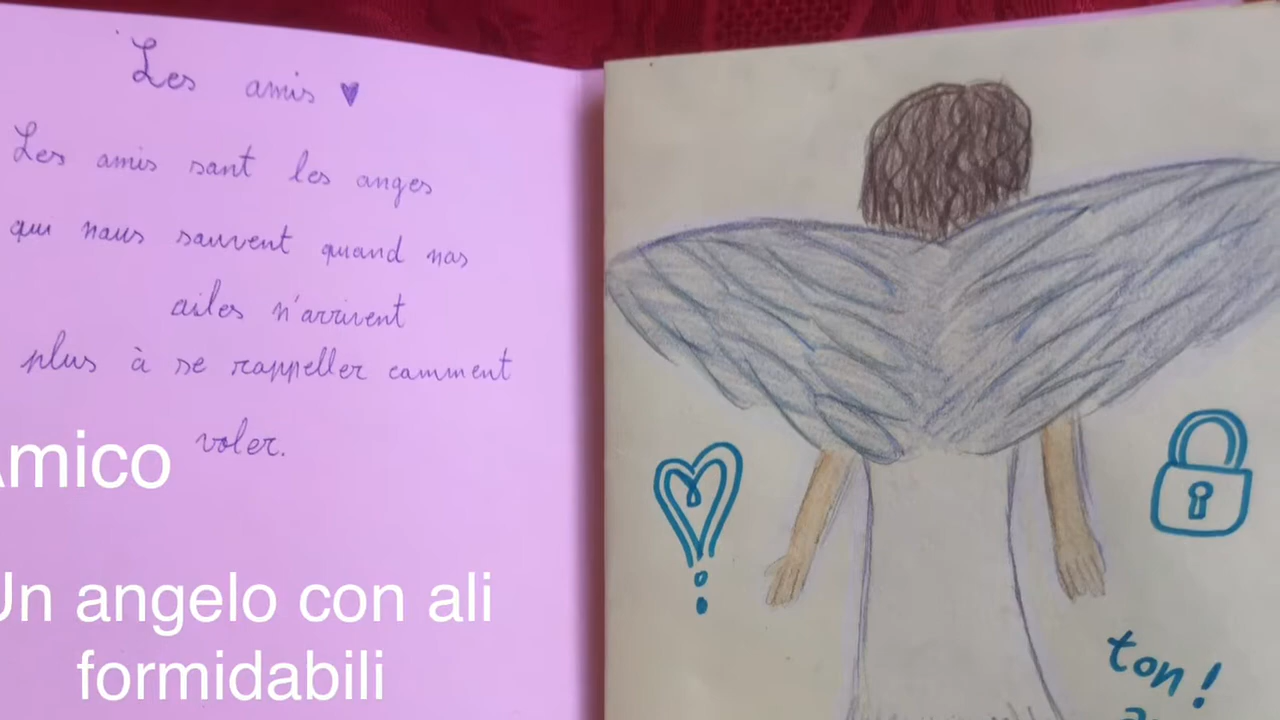 Les amis ♥
Les amis sont les anges
qui nous sauvent quand nos
ailes n'arrivent
plus à se rappeller comment
voler.
Amico
Un angelo con ali
formidabili
ton!